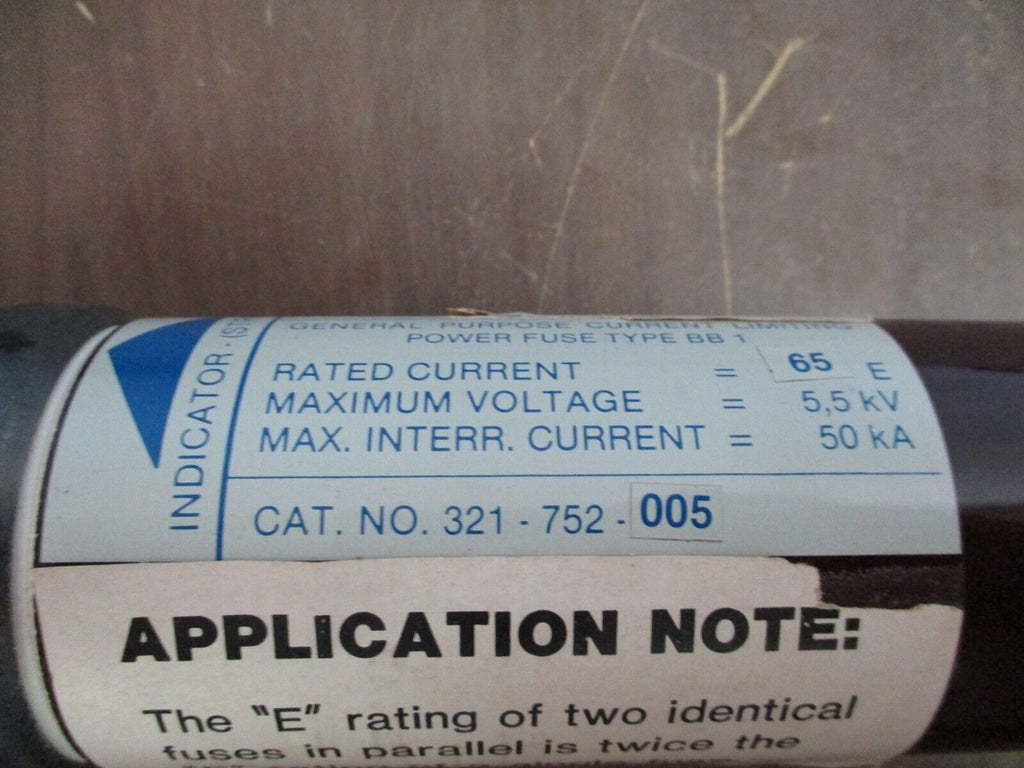 GENERAL PURPOSE CURRENT LIMITING
POWER FUSE TYPE BB 1
RATED CURRENT = 65 E
MAXIMUM VOLTAGE = 5,5 kV
MAX. INTERR. CURRENT = 50 kA
CAT. NO. 321 - 752 - 005
INDICATOR - (ST
APPLICATION NOTE:
The "E" rating of two identical
fuses in parallel is twice the